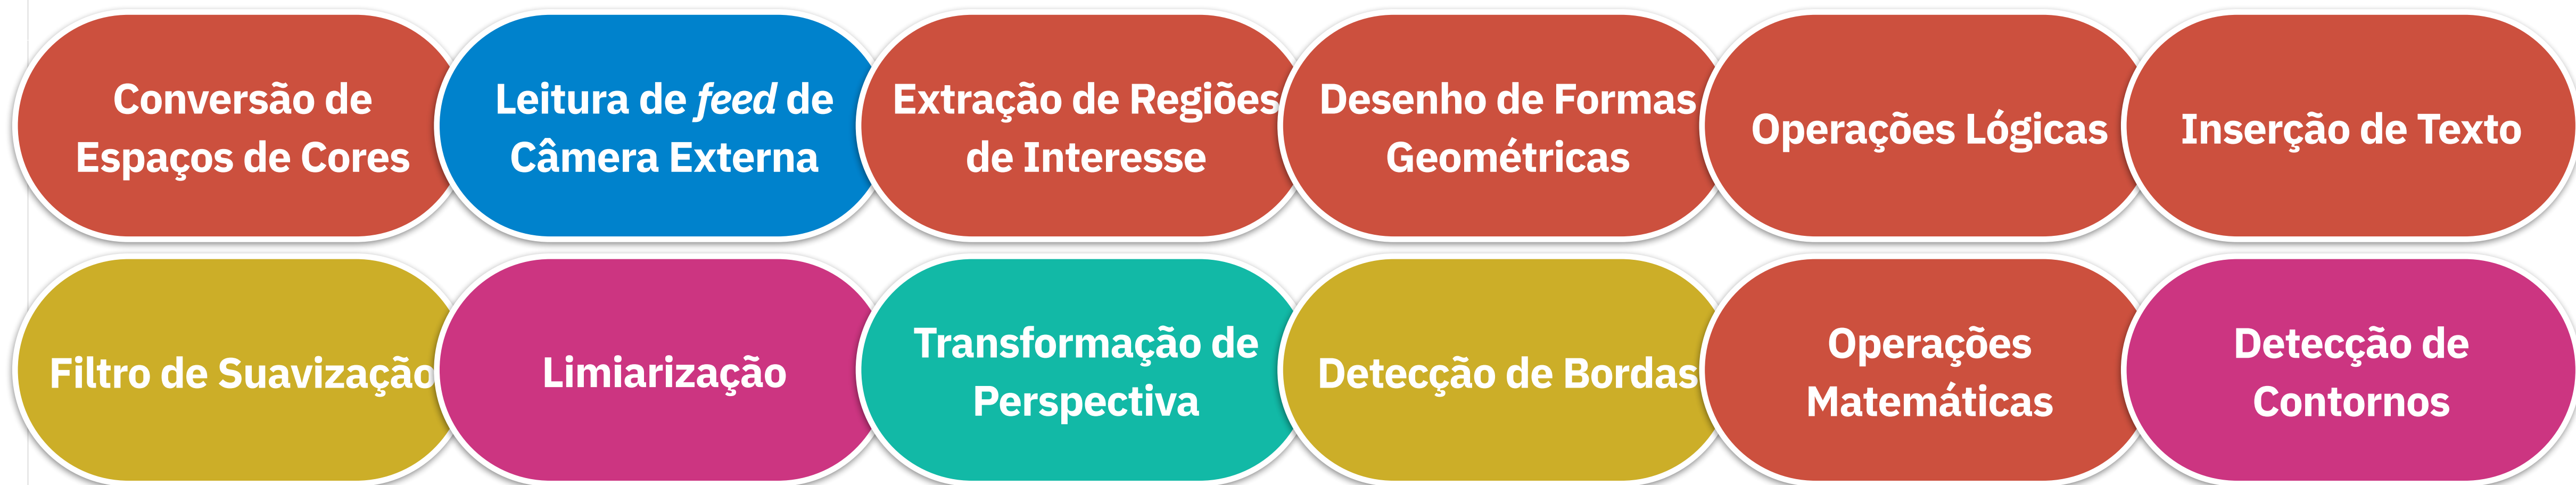 Conversão de
Espaços de Cores
Leitura de feed de
Câmera Externa
Extração de Regiões
de Interesse
Desenho de Formas
Geométricas
Operações Lógicas
Inserção de Texto
Filtro de Suavização
Limiarização
Transformação de
Perspectiva
Detecção de Bordas
Operações
Matemáticas
Detecção de
Contornos